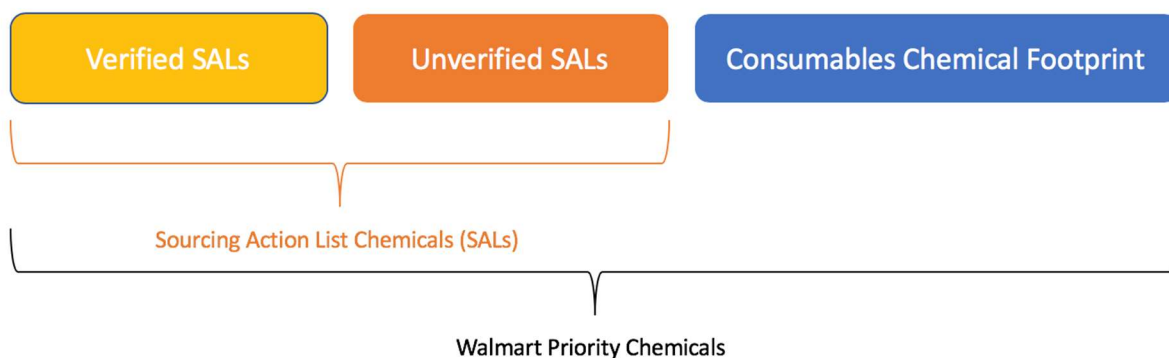 Verified SALs
Unverified SALs
Consumables Chemical Footprint
Sourcing Action List Chemicals (SALs)
Walmart Priority Chemicals